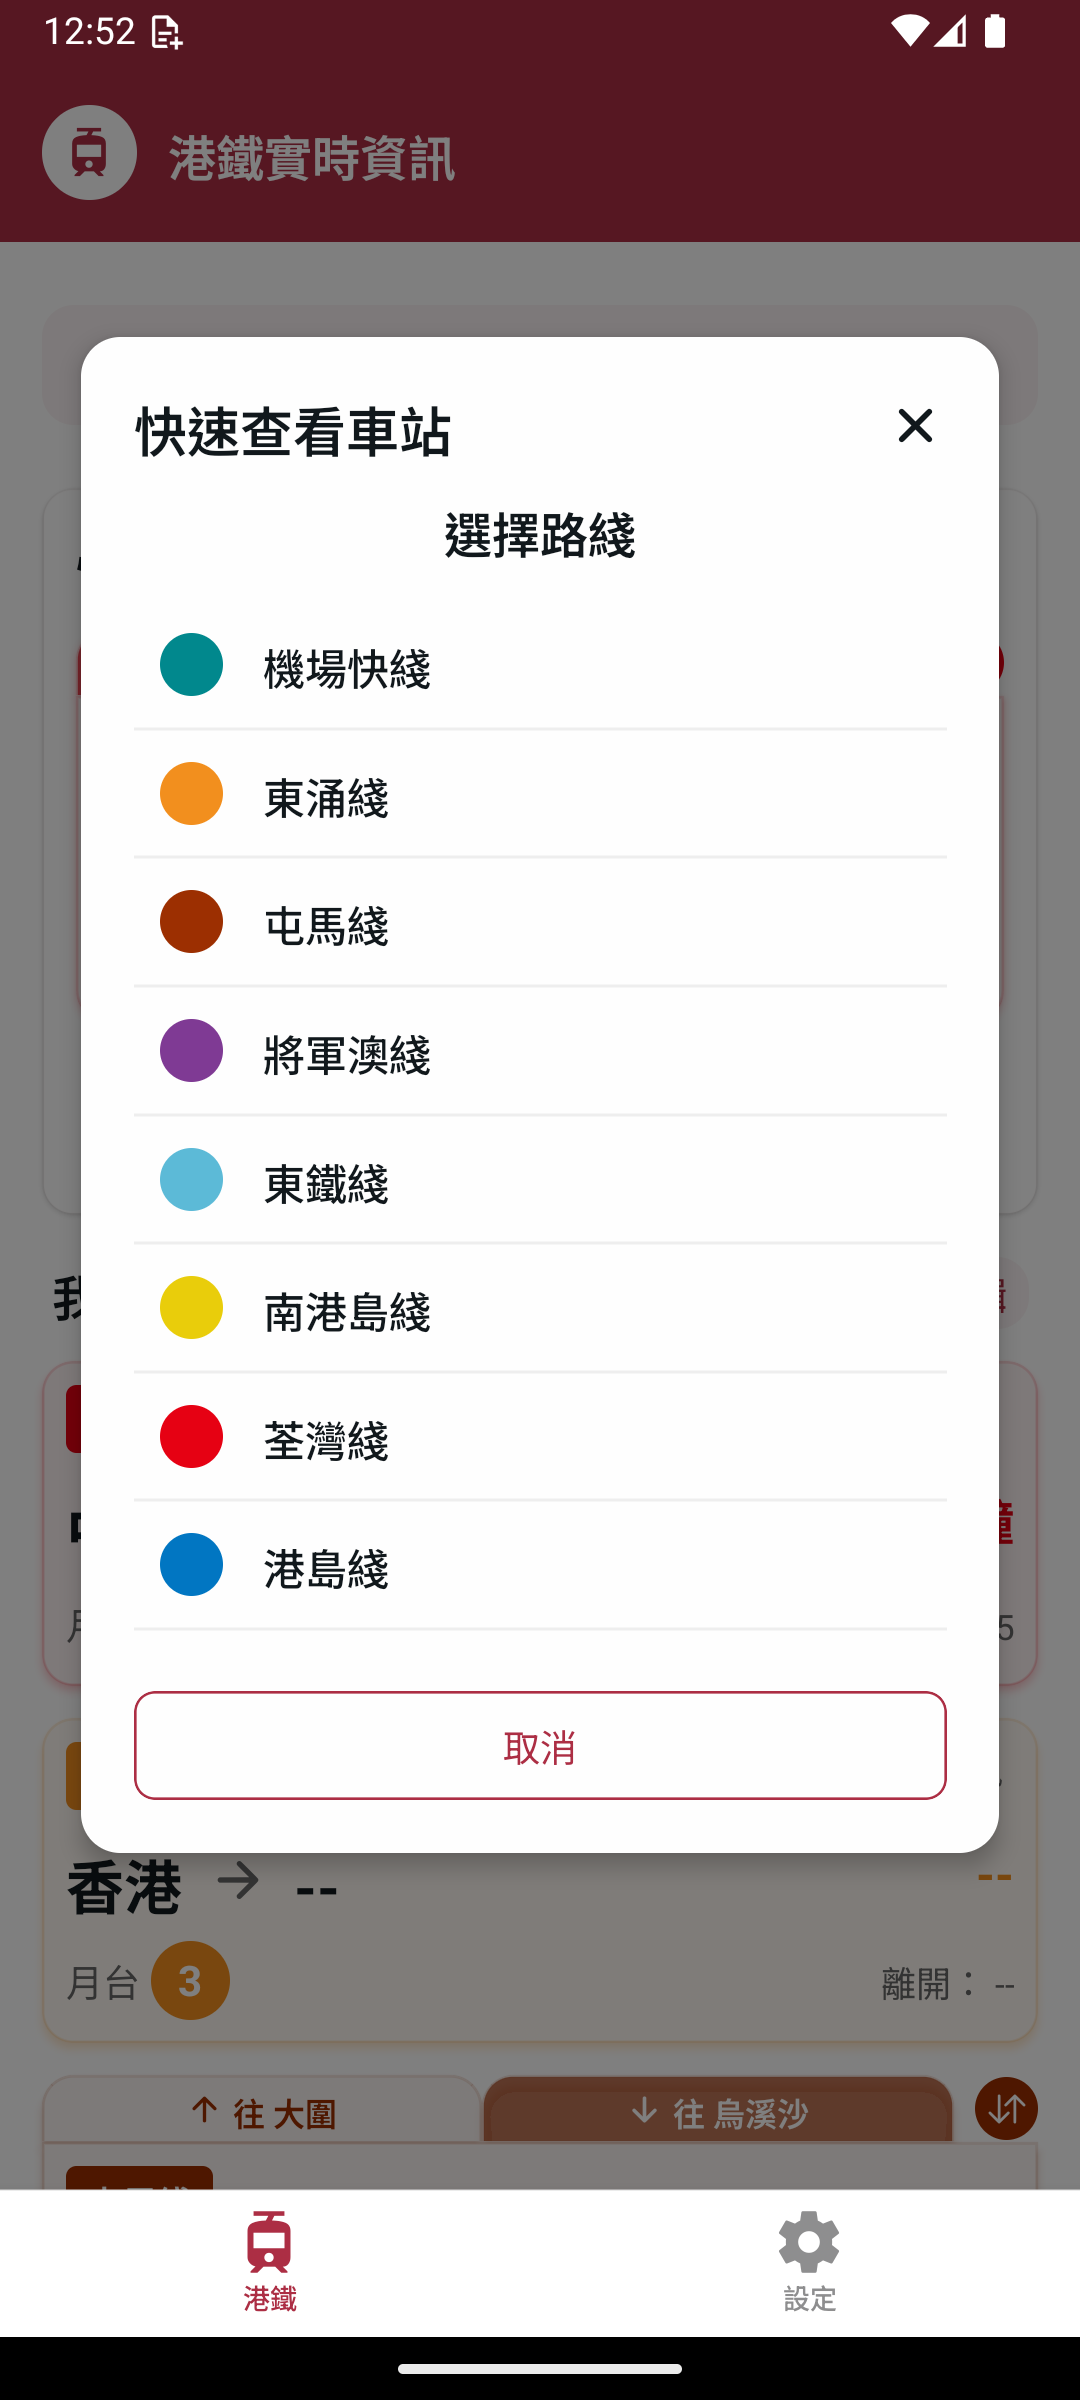 12:52
港鐵實時資訊
快速查看車站
選擇路綫
機場快綫
東涌綫
屯馬綫
將軍澳綫
東鐵綫
南港島綫
荃灣綫
港島綫
取消
5
香港 → --
--
月台 3
離開： --
↑ 往 大圍
↓ 往 烏溪沙
港鐵
設定